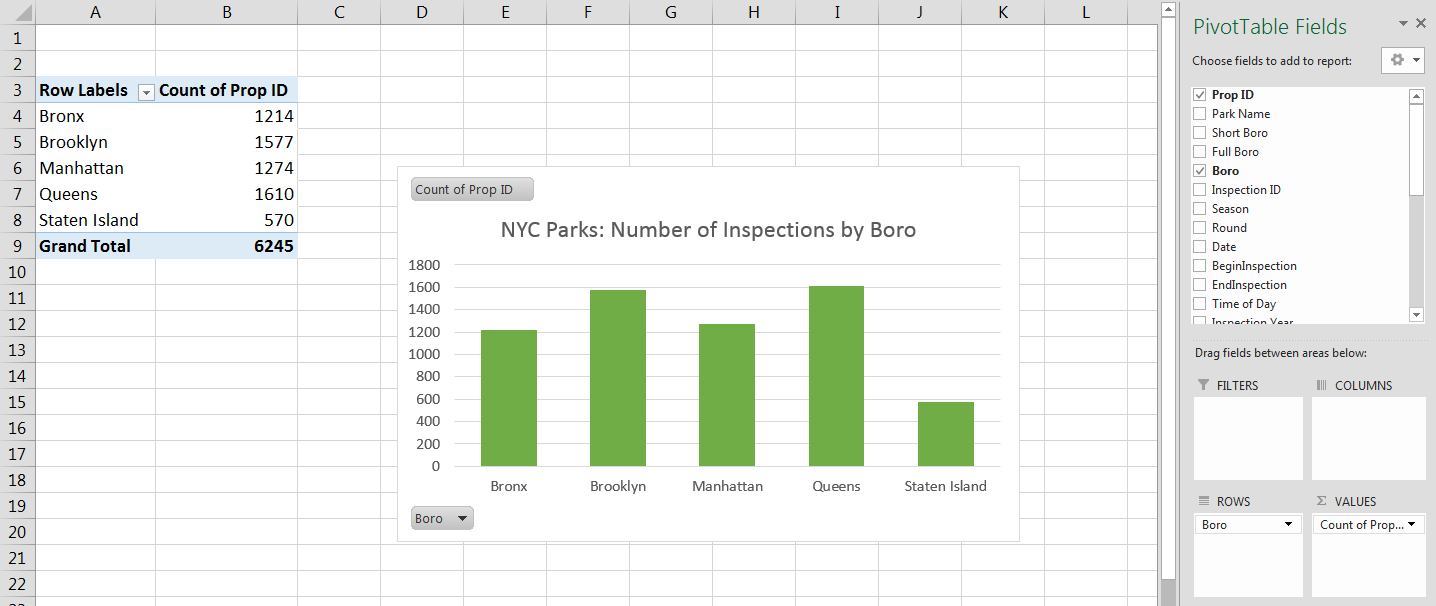 A B C D E F G H I J K L
1
2
3 Row Labels Count of Prop ID
4 Bronx 1214
5 Brooklyn 1577
6 Manhattan 1274
7 Queens 1610
8 Staten Island 570
9 Grand Total 6245
10
11
12
13
14
15
16
17
18
19
20
21
22
Count of Prop ID
NYC Parks: Number of Inspections by Boro
1800
1600
1400
1200
1000
800
600
400
200
0
Bronx Brooklyn Manhattan Queens Staten Island
Boro
PivotTable Fields
Choose fields to add to report:
Prop ID
Park Name
Short Boro
Full Boro
Boro
Inspection ID
Season
Round
Date
BeginInspection
EndInspection
Time of Day
Inspection Year
Drag fields between areas below:
FILTERS COLUMNS
ROWS Σ VALUES
Boro Count of Prop...